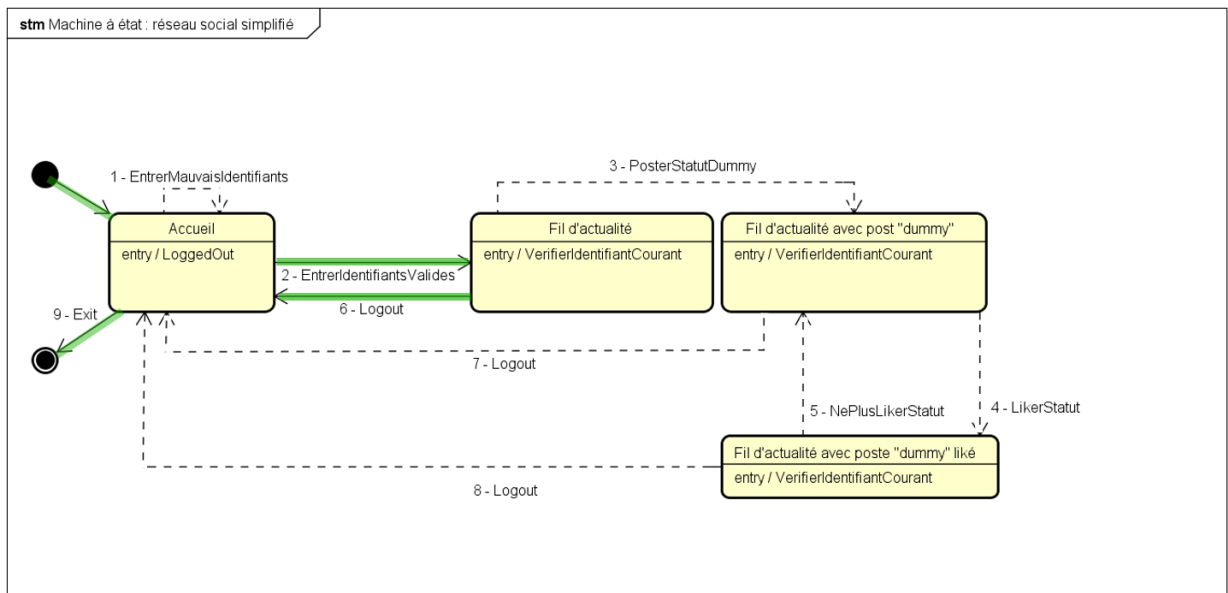 stm Machine à état : réseau social simplifié
1 - EntrerMauvaisIdentifiants
3 - PosterStatutDummy
Accueil
entry / LoggedOut
Fil d'actualité
entry / VerifierIdentifiantCourant
Fil d'actualité avec post "dummy"
entry / VerifierIdentifiantCourant
2 - EntrerIdentifiantsValides
6 - Logout
9 - Exit
7 - Logout
5 - NePlusLikerStatut
4 - LikerStatut
Fil d'actualité avec poste "dummy" liké
entry / VerifierIdentifiantCourant
8 - Logout